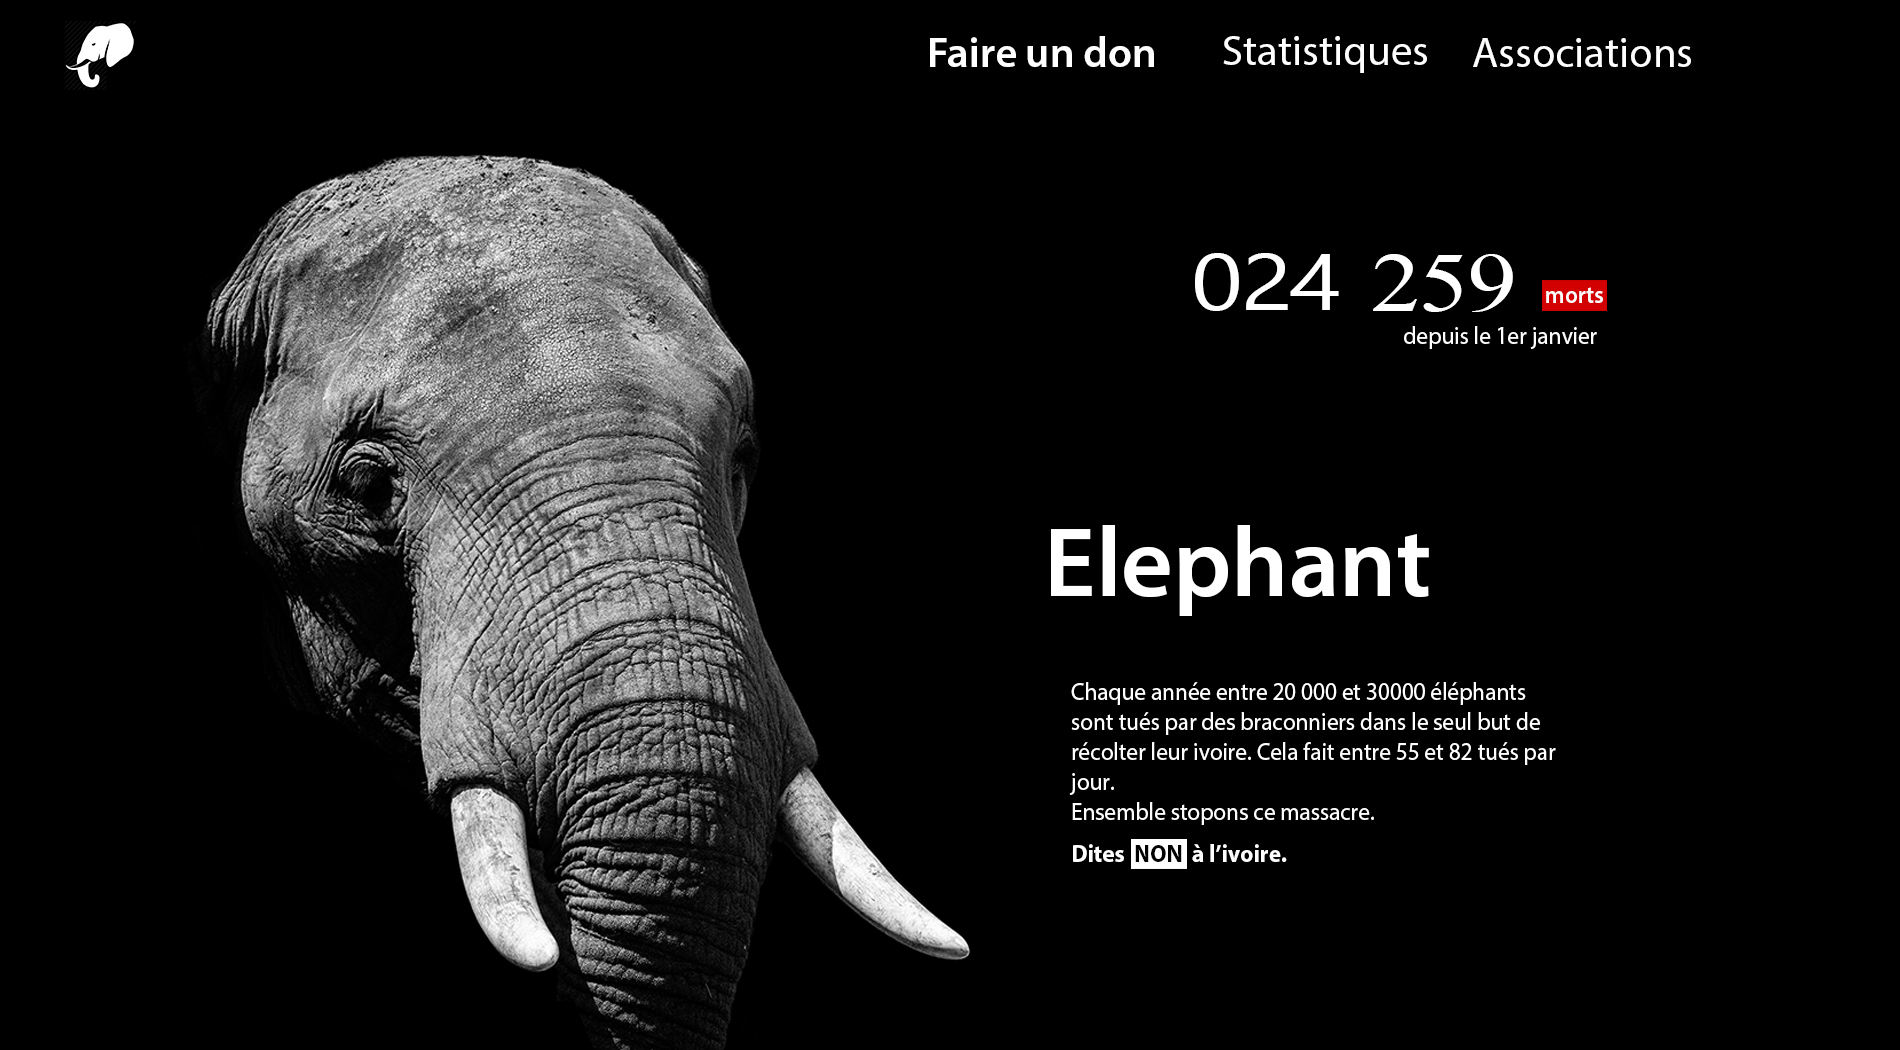 Faire un don Statistiques Associations
024 259 morts
depuis le 1er janvier
Elephant
Chaque année entre 20 000 et 30000 éléphants
sont tués par des braconniers dans le seul but de
récolter leur ivoire. Cela fait entre 55 et 82 tués par
jour.
Ensemble stopons ce massacre.
Dites NON à l’ivoire.